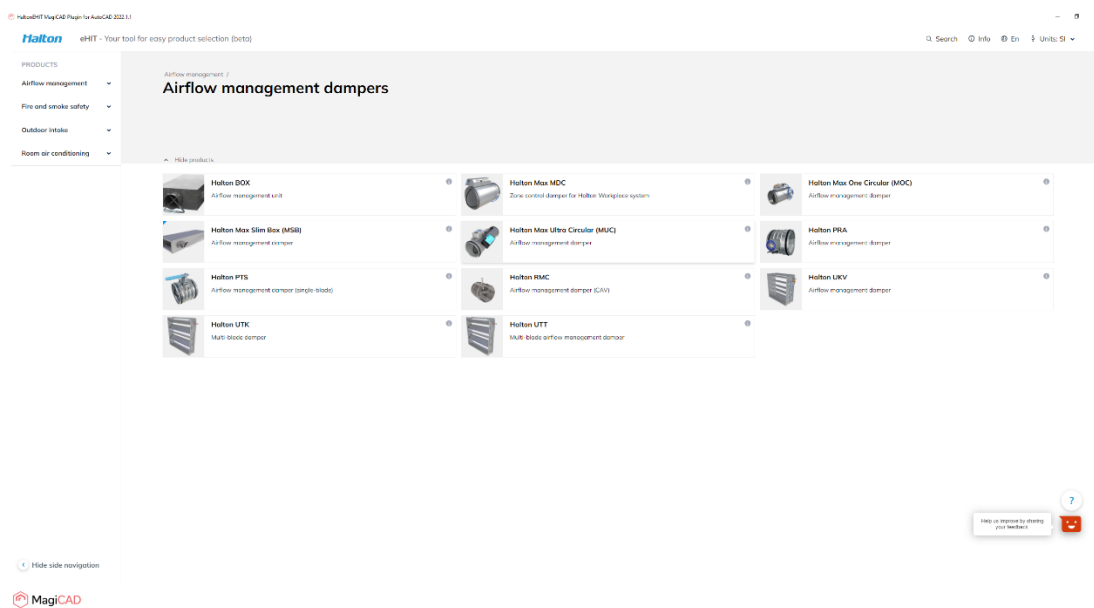 HaltonEHIT MagiCAD Plugin for AutoCAD 2022.1.1
Halton eHIT - Your tool for easy product selection (beta)
Search Info En Units: SI
PRODUCTS
Airflow management
Fire and smoke safety
Outdoor intake
Room air conditioning
Airflow management /
Airflow management dampers
Hide products
Halton BOX
Airflow management unit
Halton Max MDC
Zone control damper for Halton Workplace system
Halton Max One Circular (MOC)
Airflow management damper
Halton Max Slim Box (MSB)
Airflow management damper
Halton Max Ultra Circular (MUC)
Airflow management damper
Halton PRA
Airflow management damper
Halton PTS
Airflow management damper (single-blade)
Halton RMC
Airflow management damper (CAV)
Halton UKV
Airflow management damper
Halton UTK
Multi-blade damper
Halton UTT
Multi-blade airflow management damper
?
Help us improve by sharing
your feedback
Hide side navigation
MagiCAD